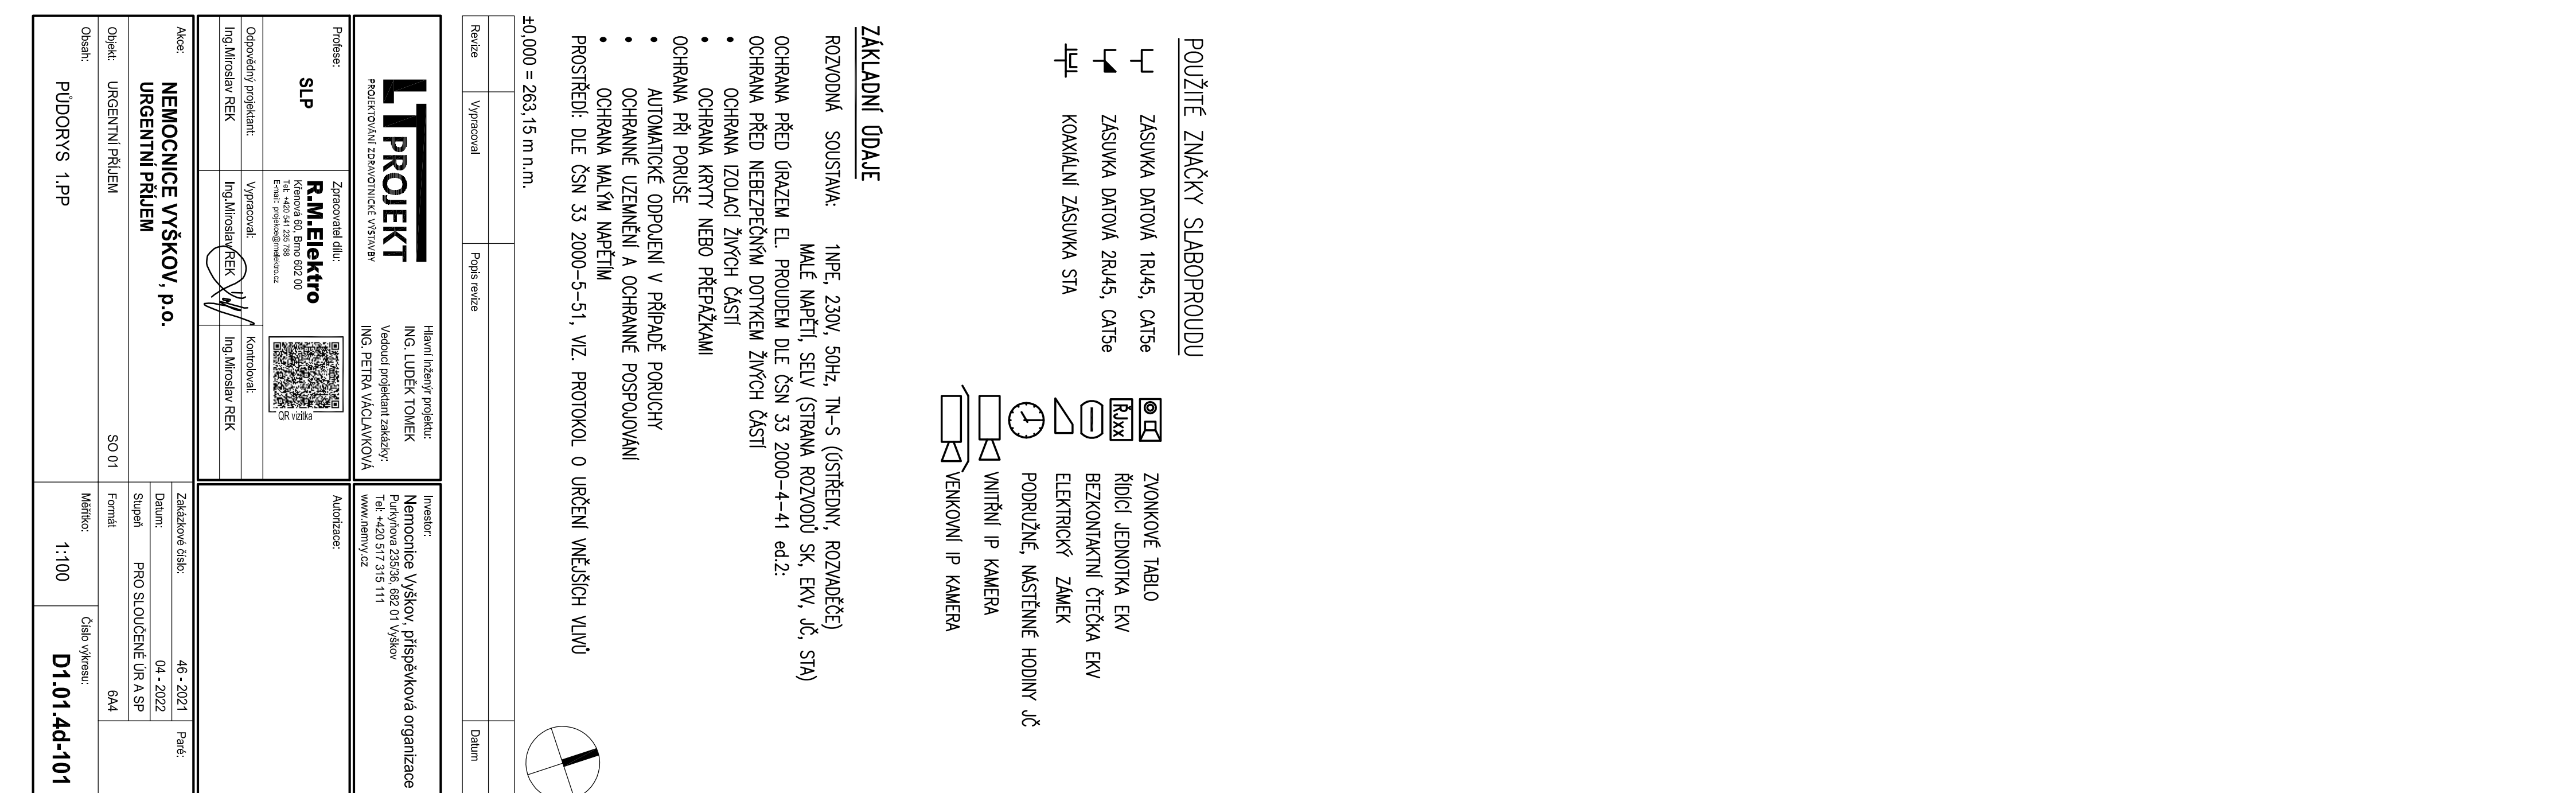 POUŽITÉ ZNAČKY SLABOPROUDU
ZÁSUVKA DATOVÁ 1RJ45, CAT5e
ZÁSUVKA DATOVÁ 2RJ45, CAT5e
KOAXIÁLNÍ ZÁSUVKA STA
ZVONKOVÉ TABLO
ŘJxx
ŘÍDÍCÍ JEDNOTKA EKV
BEZKONTAKTNÍ ČTEČKA EKV
ELEKTRICKÝ ZÁMEK
PODRUŽNÉ, NÁSTĚNNÉ HODINY JČ
VNITŘNÍ IP KAMERA
VENKOVNÍ IP KAMERA
ZÁKLADNÍ ÚDAJE
ROZVODNÁ SOUSTAVA: 1NPE, 230V, 50Hz, TN-S (ÚSTŘEDNY, ROZVADĚČE)
MALÉ NAPĚTÍ, SELV (STRANA ROZVODŮ SK, EKV, JČ, STA)
OCHRANA PŘED ÚRAZEM EL. PROUDEM DLE ČSN 33 2000-4-41 ed.2:
OCHRANA PŘED NEBEZPEČNÝM DOTYKEM ŽIVÝCH ČÁSTÍ
• OCHRANA IZOLACÍ ŽIVÝCH ČÁSTÍ
• OCHRANA KRYTY NEBO PŘEPÁŽKAMI
OCHRANA PŘI PORUŠE
• AUTOMATICKÉ ODPOJENÍ V PŘÍPADĚ PORUCHY
• OCHRANNÉ UZEMNĚNÍ A OCHRANNÉ POSPOJOVÁNÍ
• OCHRANA MALÝM NAPĚTÍM
PROSTŘEDÍ: DLE ČSN 33 2000-5-51, VIZ. PROTOKOL O URČENÍ VNĚJŠÍCH VLIVŮ
±0,000 = 263,15 m n.m.
Revize Vypracoval Popis revize Datum
LT PROJEKT
PROJEKTOVÁNÍ ZDRAVOTNICKÉ VÝSTAVBY
Hlavní inženýr projektu:
ING. LUDĚK TOMEK
Vedoucí projektant zakázky:
ING. PETRA VÁCLAVKOVÁ
Investor:
Nemocnice Vyškov, příspěvková organizace
Purkyňova 235/36, 682 01 Vyškov
Tel: +420 517 315 111
www.nemvy.cz
Profese:
SLP
Zpracovatel dílu:
R.M.Elektro
Křenová 60, Brno 602 00
Tel: +420 541 235 788
E-mail: projekce@rmelektro.cz
QR vizitka
Autorizace:
Odpovědný projektant: Vypracoval: Kontroloval:
Ing.Miroslav REK Ing.Miroslav REK Ing.Miroslav REK
Akce:
NEMOCNICE VYŠKOV, p.o.
URGENTNÍ PŘÍJEM
Zakázkové číslo: 46 - 2021
Paré:
Datum: 04 - 2022
Stupeň PRO SLOUČENÉ ÚR A SP
Objekt: URGENTNÍ PŘÍJEM SO 01
Formát 6A4
Obsah:
PŮDORYS 1.PP
Měřítko:
1:100
Číslo výkresu:
D1.01.4d-101